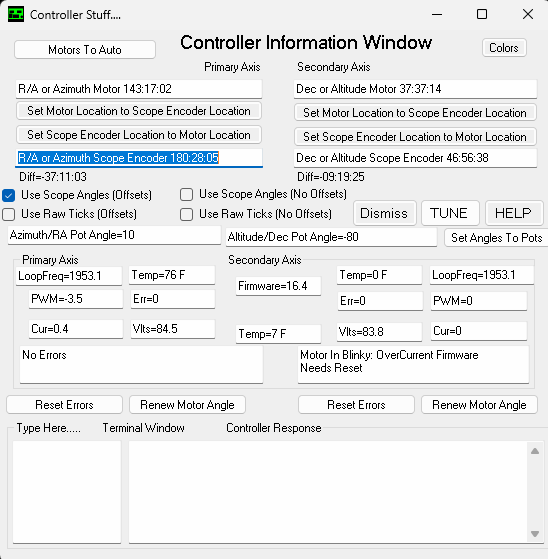 Controller Stuff....
Motors To Auto
Controller Information Window
Colors
Primary Axis
Secondary Axis
R/A or Azimuth Motor 143:17:02
Dec or Altitude Motor 37:37:14
Set Motor Location to Scope Encoder Location
Set Motor Location to Scope Encoder Location
Set Scope Encoder Location to Motor Location
Set Scope Encoder Location to Motor Location
R/A or Azimuth Scope Encoder 180:28:05
Dec or Altitude Scope Encoder 46:56:38
Diff=-37:11:03
Diff=-09:19:25
Use Scope Angles (Offsets)
Use Scope Angles (No Offsets)
Use Raw Ticks (Offsets)
Use Raw Ticks (No Offsets)
Dismiss
TUNE
HELP
Azimuth/RA Pot Angle=10
Altitude/Dec Pot Angle=-80
Set Angles To Pots
Primary Axis
Secondary Axis
LoopFreq=1953.1
Temp=76 F
Firmware=16.4
Temp=0 F
LoopFreq=1953.1
PWM=-3.5
Err=0
Err=0
PWM=0
Cur=0.4
Vlts=84.5
Temp=7 F
Vlts=83.8
Cur=0
No Errors
Motor In Blinky: OverCurrent Firmware
Needs Reset
Reset Errors
Renew Motor Angle
Reset Errors
Renew Motor Angle
Type Here.....
Terminal Window
Controller Response